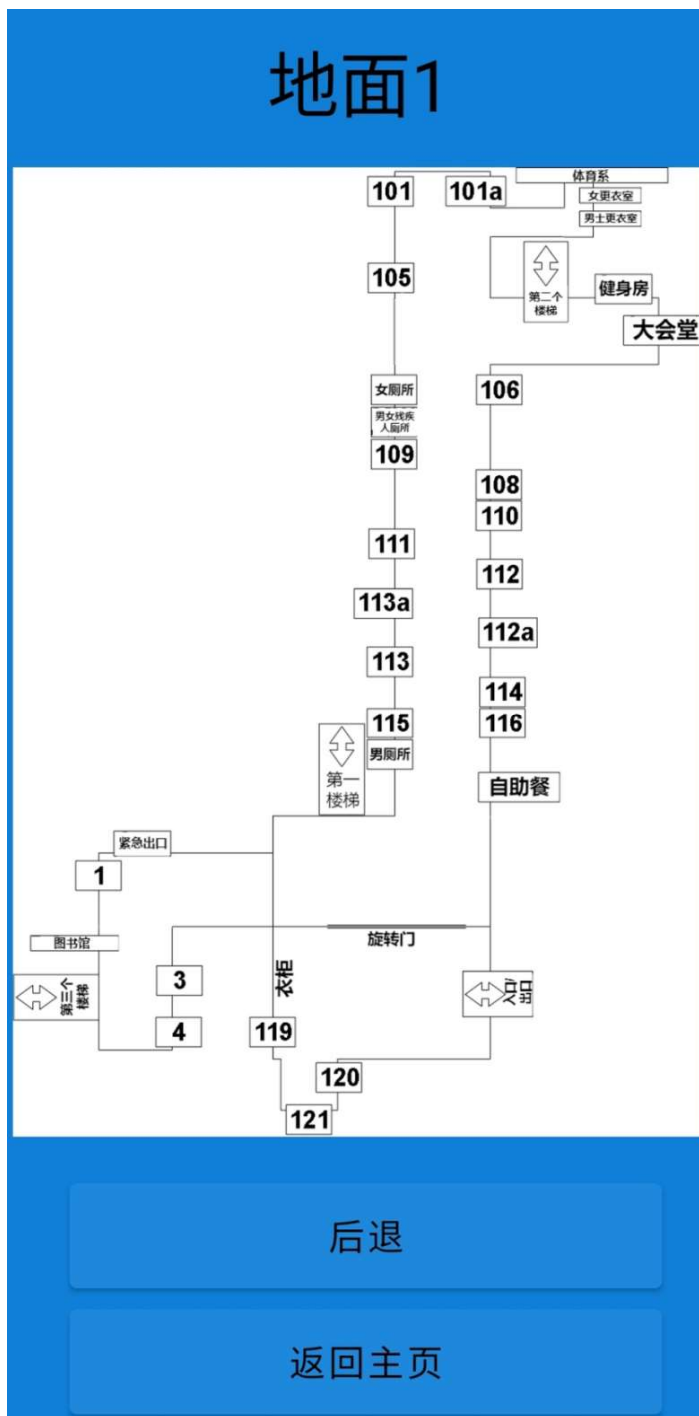 地面1
体育系
101
101a
女更衣室
男士更衣室
105
第二个
楼梯
健身房
大会堂
女厕所
106
男女残疾
人厕所
109
108
110
111
112
113a
112a
113
114
115
116
男厕所
第一
楼梯
自助餐
紧急出口
1
图书馆
旋转门
衣柜
3
第三个
楼梯
入口/
出口
4
119
120
121
后退
返回主页